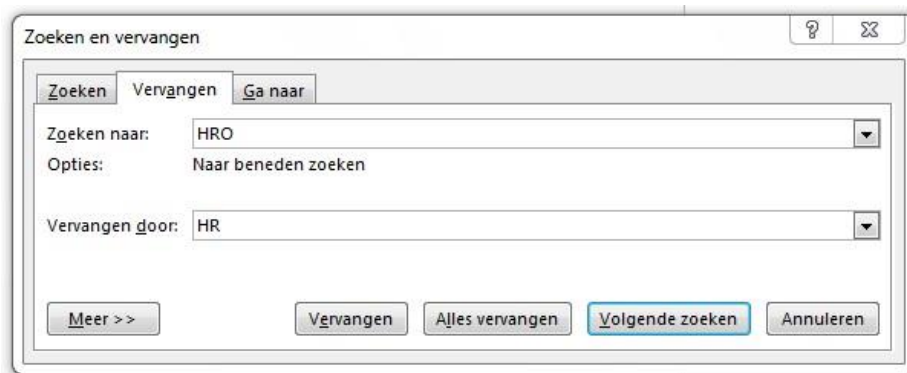 Zoeken en vervangen
Zoeken Vervangen Ga naar
Zoeken naar: HRO
Opties: Naar beneden zoeken
Vervangen door: HR
Meer >> Vervangen Alles vervangen Volgende zoeken Annuleren